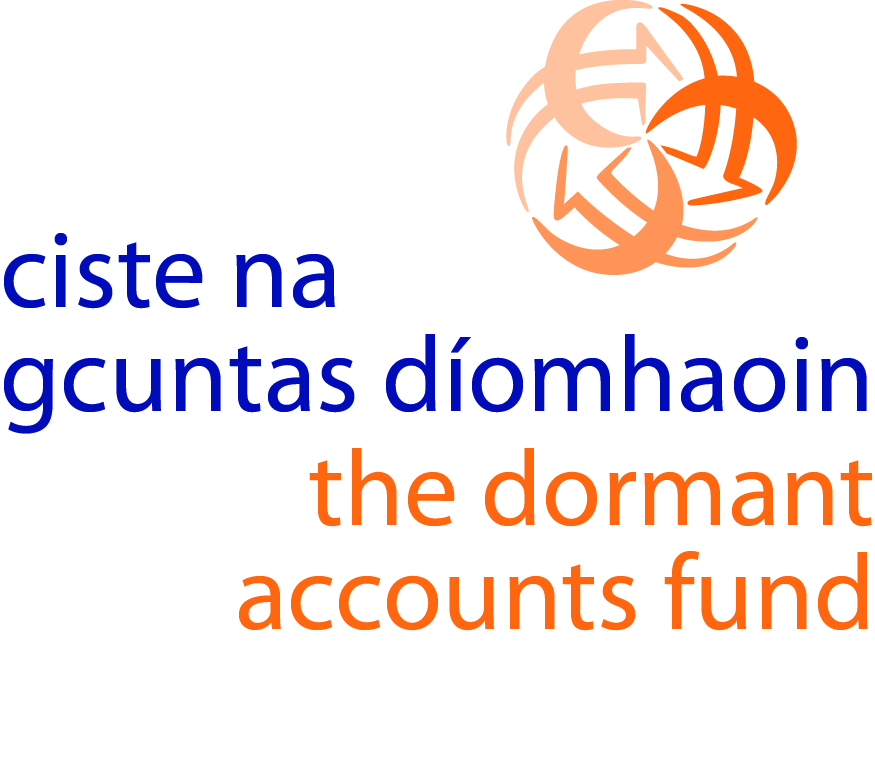 ciste na
gcuntas díomhaoin
the dormant
accounts fund